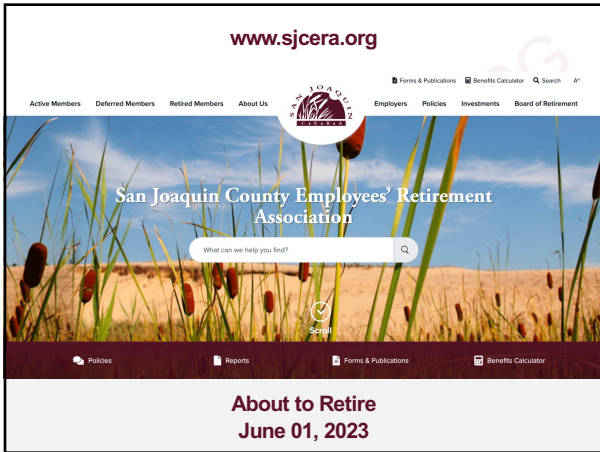 www.sjcera.org
Forms & Publications Benefits Calculator Search A+
Active Members Deferred Members Retired Members About Us
SAN JOAQUIN
C•E•R•A
Employers Policies Investments Board of Retirement
San Joaquin County Employees' Retirement
Association
What can we help you find?
Scroll
Policies Reports Forms & Publications Benefits Calculator
About to Retire
June 01, 2023